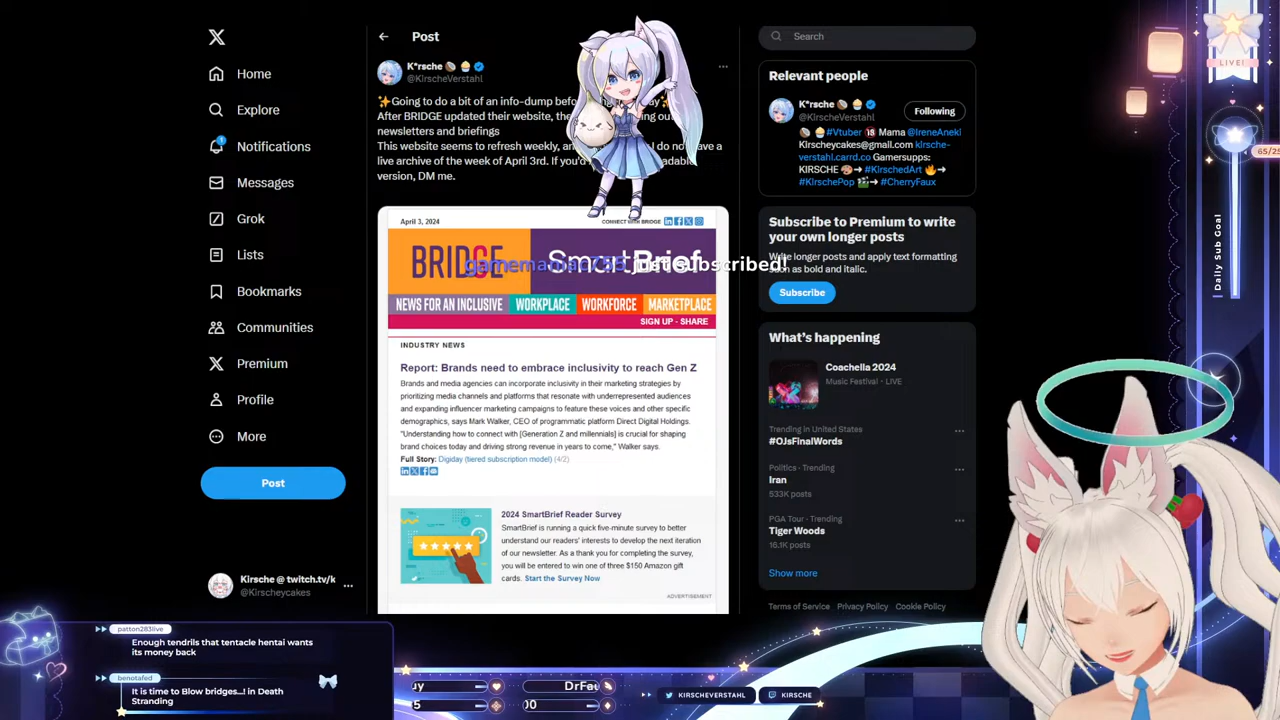 Home
Explore
1
Notifications
Messages
Grok
Lists
Bookmarks
Communities
Premium
Profile
More
Post
Kirsche @ twitch.tv/k
@Kirscheycakes
Post
K*rsche
@KIrscheVerstahl
✨Going to do a bit of an info-dump
After BRIDGE updated their website,
newsletters and briefings
This website seems to refresh weekly,
I do not have a
live archive of the week of April 3rd. If you'd
version, DM me.
April 3, 2024
CONNECT WITH BRIDGE
BRIDGE
SmartBrief
gamemaniac755 just subscribed!
NEWS FOR AN INCLUSIVE WORKPLACE WORKFORCE MARKETPLACE
SIGN UP - SHARE
INDUSTRY NEWS
Report: Brands need to embrace inclusivity to reach Gen Z
Brands and media agencies can incorporate inclusivity in their marketing strategies by
prioritizing media channels and platforms that resonate with underrepresented audiences
and expanding influencer marketing campaigns to feature these voices and other specific
demographics, says Mark Walker, CEO of programmatic platform Direct Digital Holdings.
"Understanding how to connect with [Generation Z and millennials] is crucial for shaping
brand choices today and driving strong revenue in years to come," Walker says.
Full Story: Digiday (tiered subscription model) (4/2)
2024 SmartBrief Reader Survey
SmartBrief is running a quick five-minute survey to better
understand our readers' interests to develop the next iteration
of our newsletter. As a thank you for completing the survey,
you will be entered to win one of three $150 Amazon gift
cards. Start the Survey Now
ADVERTISEMENT
Search
Relevant people
K*rsche
@KIrscheVerstahl
Following
#Vtuber 🔞 Mama @IreneAneki
Kirscheycakes@gmail.com kirsche-
verstahl.carrd.co Gamersupps:
KIRSCHE 🎨➜ #KirschedArt 🔥➜
#KirschePop 🎬➜ #CherryFaux
Subscribe to Premium to write
your own longer posts
Write longer posts and apply text formatting
such as bold and italic.
Subscribe
What's happening
Coachella 2024
Music Festival · LIVE
Trending in United States
#OJsFinalWords
Politics · Trending
Iran
533K posts
PGA Tour · Trending
Tiger Woods
16.1K posts
Show more
Terms of Service Privacy Policy Cookie Policy
LIVE!
65/25
Daily Sub Goal
patton283live
Enough tendrils that tentacle hentai wants
its money back
benotafed
It is time to Blow bridges...! in Death
Stranding
KIRSCHEVERSTAHL
KIRSCHE